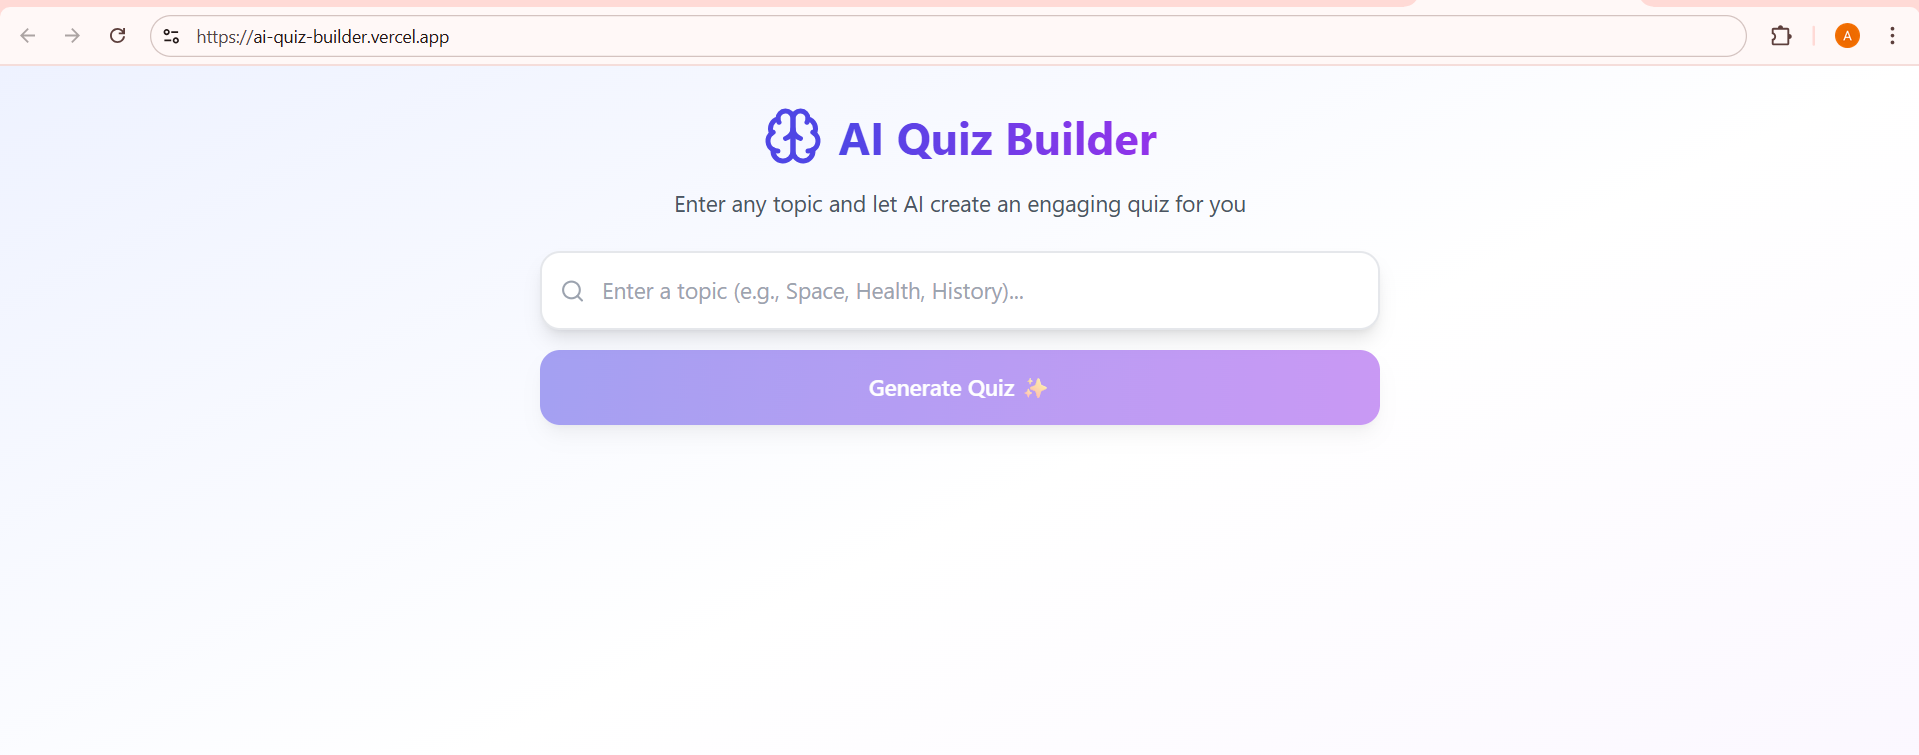 https://ai-quiz-builder.vercel.app
A
AI Quiz Builder
Enter any topic and let AI create an engaging quiz for you
Enter a topic (e.g., Space, Health, History)...
Generate Quiz ✨